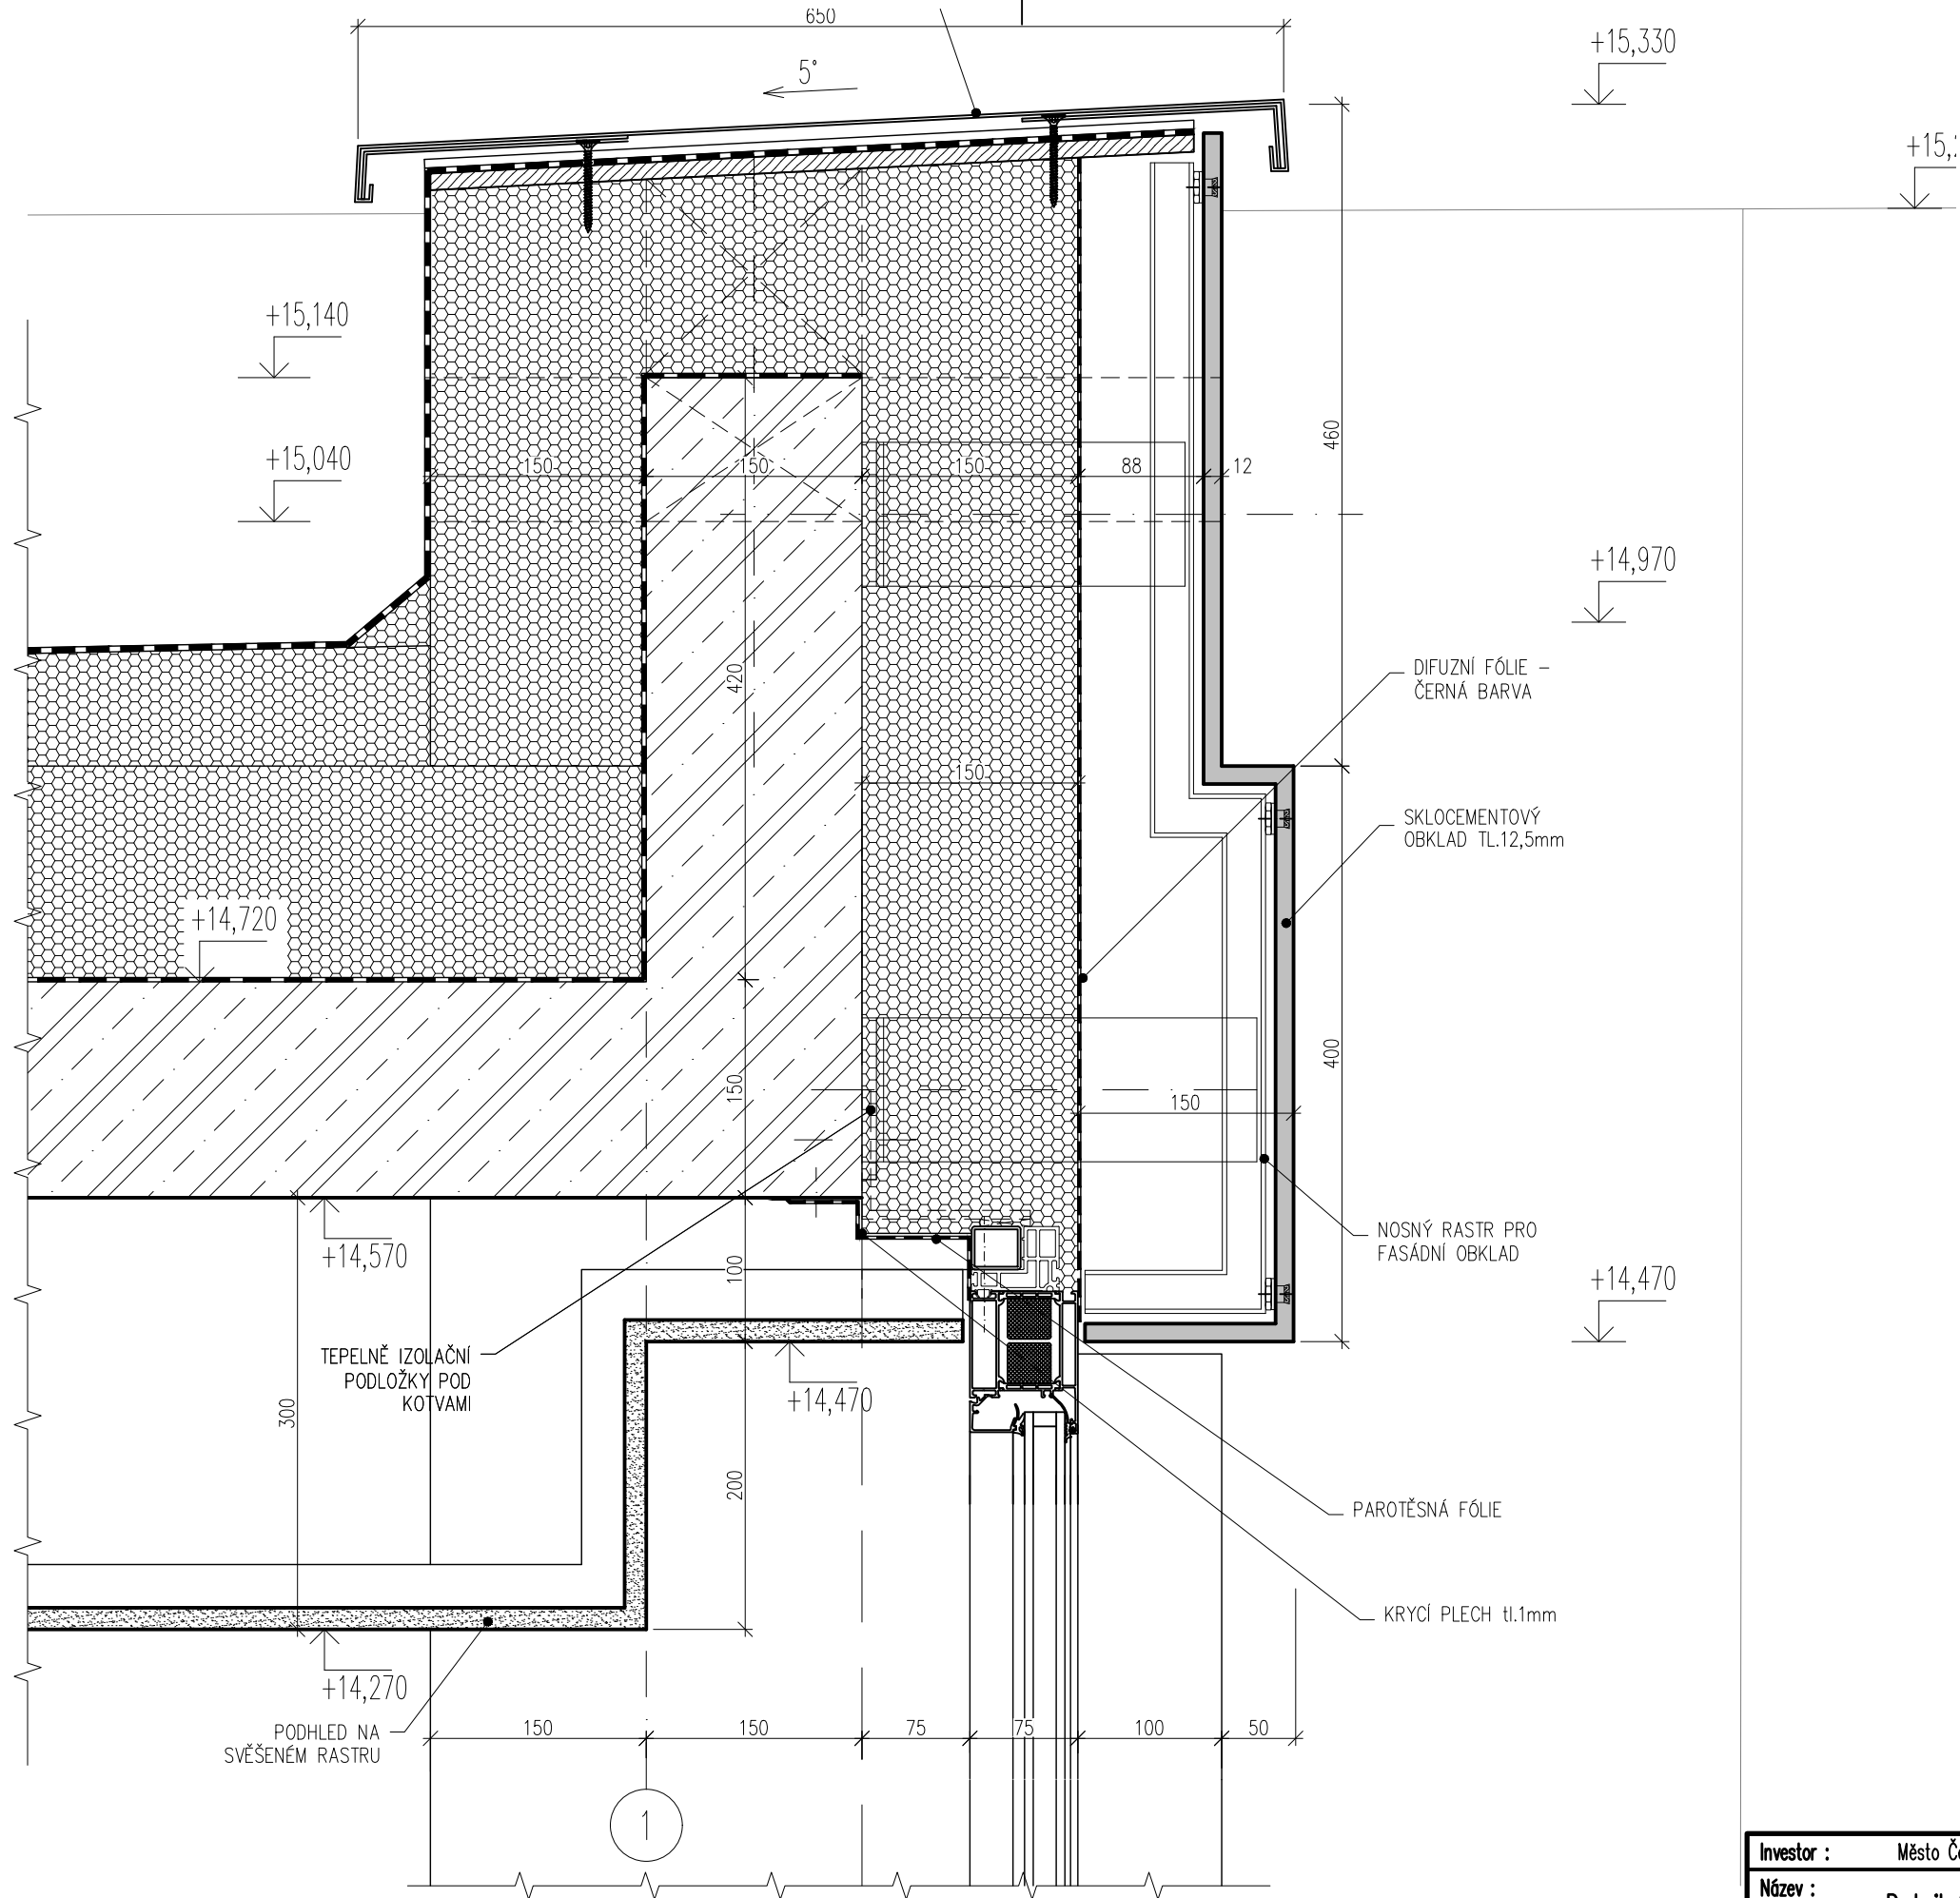 650
+15,330
5°
+15,140
+15,040
150
150
150
88
12
460
+14,970
DIFUZNÍ FÓLIE –
ČERNÁ BARVA
420
150
SKLOCEMENTOVÝ
OBKLAD TL.12,5mm
+14,720
400
150
150
NOSNÝ RASTR PRO
FASÁDNÍ OBKLAD
+14,570
100
+14,470
TEPELNĚ IZOLAČNÍ
PODLOŽKY POD
KOTVAMI
+14,470
300
200
PAROTĚSNÁ FÓLIE
KRYCÍ PLECH tl.1mm
+14,270
PODHLED NA
SVĚŠENÉM RASTRU
150
150
75
75
100
50
1
Investor : Město
Název :